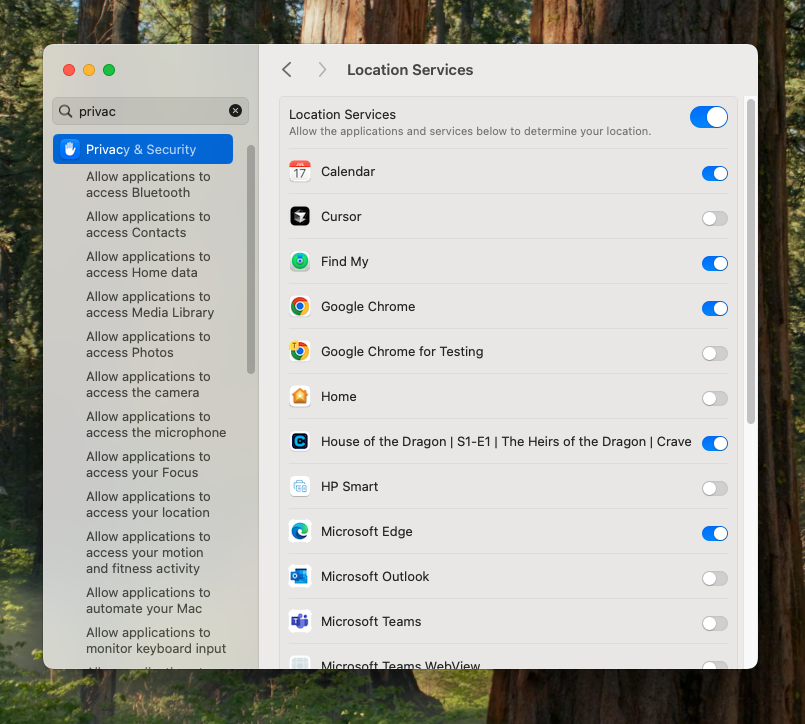 privac
Privacy & Security
Allow applications to
access Bluetooth
Allow applications to
access Contacts
Allow applications to
access Home data
Allow applications to
access Media Library
Allow applications to
access Photos
Allow applications to
access the camera
Allow applications to
access the microphone
Allow applications to
access your Focus
Allow applications to
access your location
Allow applications to
access your motion
and fitness activity
Allow applications to
automate your Mac
Allow applications to
monitor keyboard input
Location Services
Location Services
Allow the applications and services below to determine your location.
17
Calendar
Cursor
Find My
Google Chrome
Google Chrome for Testing
Home
House of the Dragon | S1-E1 | The Heirs of the Dragon | Crave
HP Smart
Microsoft Edge
Microsoft Outlook
Microsoft Teams
Microsoft Teams WebView